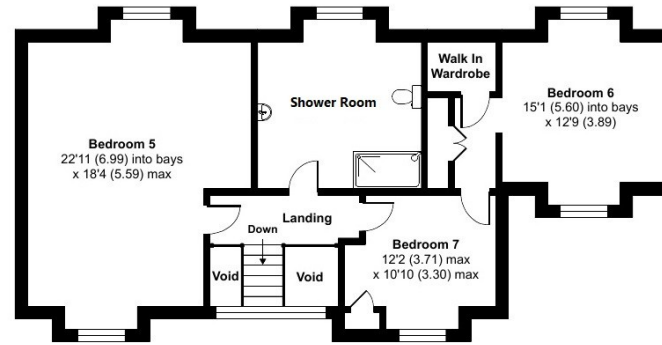 Bedroom 5
22'11 (6.99) into bays
x 18'4 (5.59) max
Shower Room
Walk In
Wardrobe
Bedroom 6
15'1 (5.60) into bays
x 12'9 (3.89)
Landing
Down
Void
Void
Bedroom 7
12'2 (3.71) max
x 10'10 (3.30) max